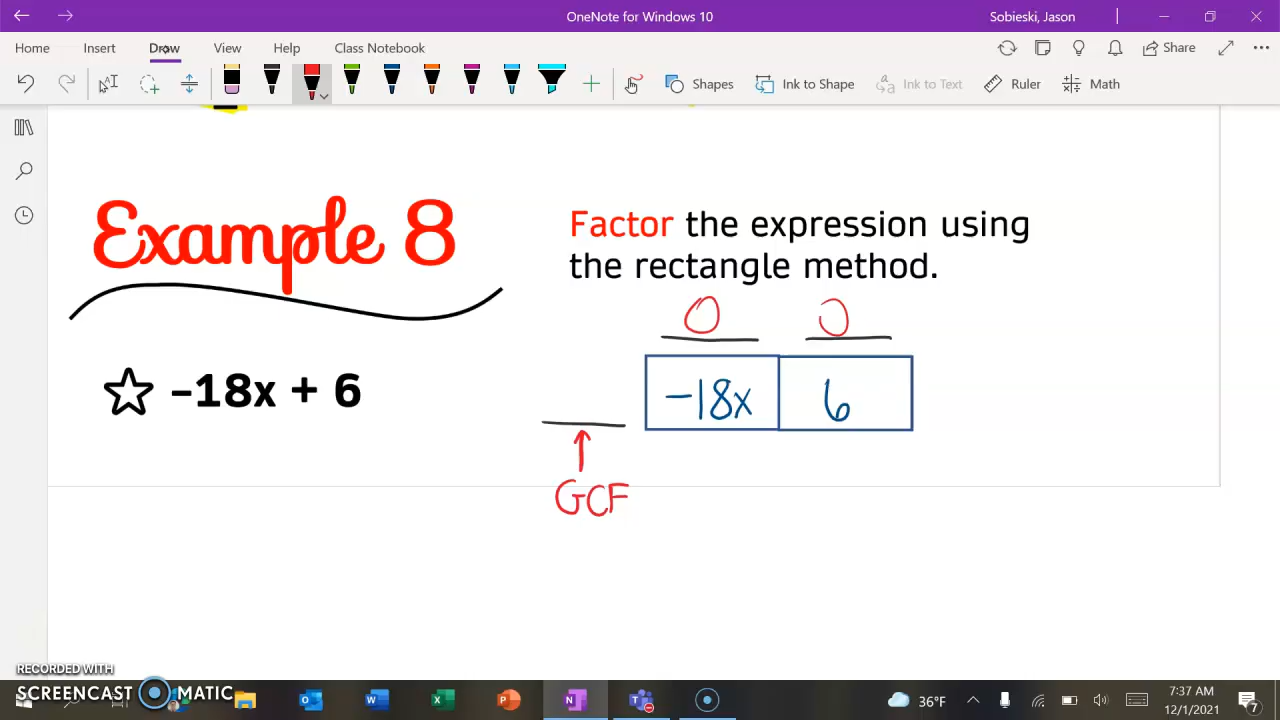 OneNote for Windows 10
Sobieski, Jason
Home Insert Draw View Help Class Notebook
Share
Shapes Ink to Shape Ink to Text Ruler Math
Example 8
Factor the expression using
the rectangle method.
O O
-18x 6
☆ -18x + 6
GCF
RECORDED WITH
SCREENCAST MATIC
36°F
7:37 AM
12/1/2021
7